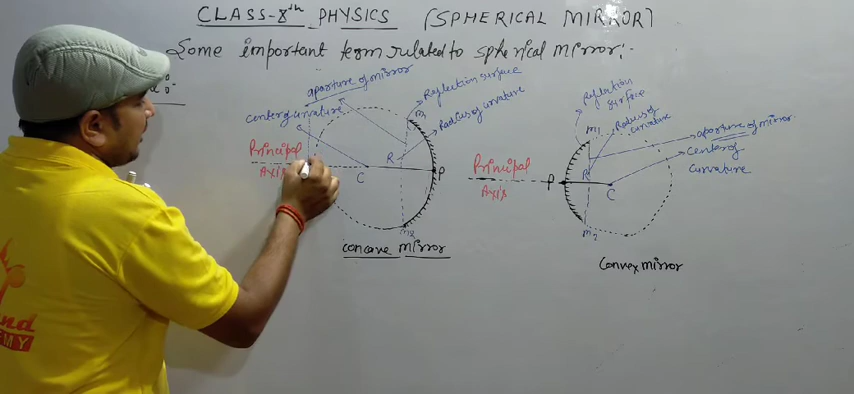 CLASS-8th PHYSICS (SPHERICAL MIRROR)
Some important term related to spherical Mirror:-
aperture of mirror
Reflection surface
center of curvature
M1
Radius of curvature
Principal
Axis
R
C
P
M2
concave Mirror
Reflection
surface
M1
Radius of
curvature
aperture of mirror
Principal
Axis
R
center of
curvature
P
C
M2
Convex mirror
nd
EMY